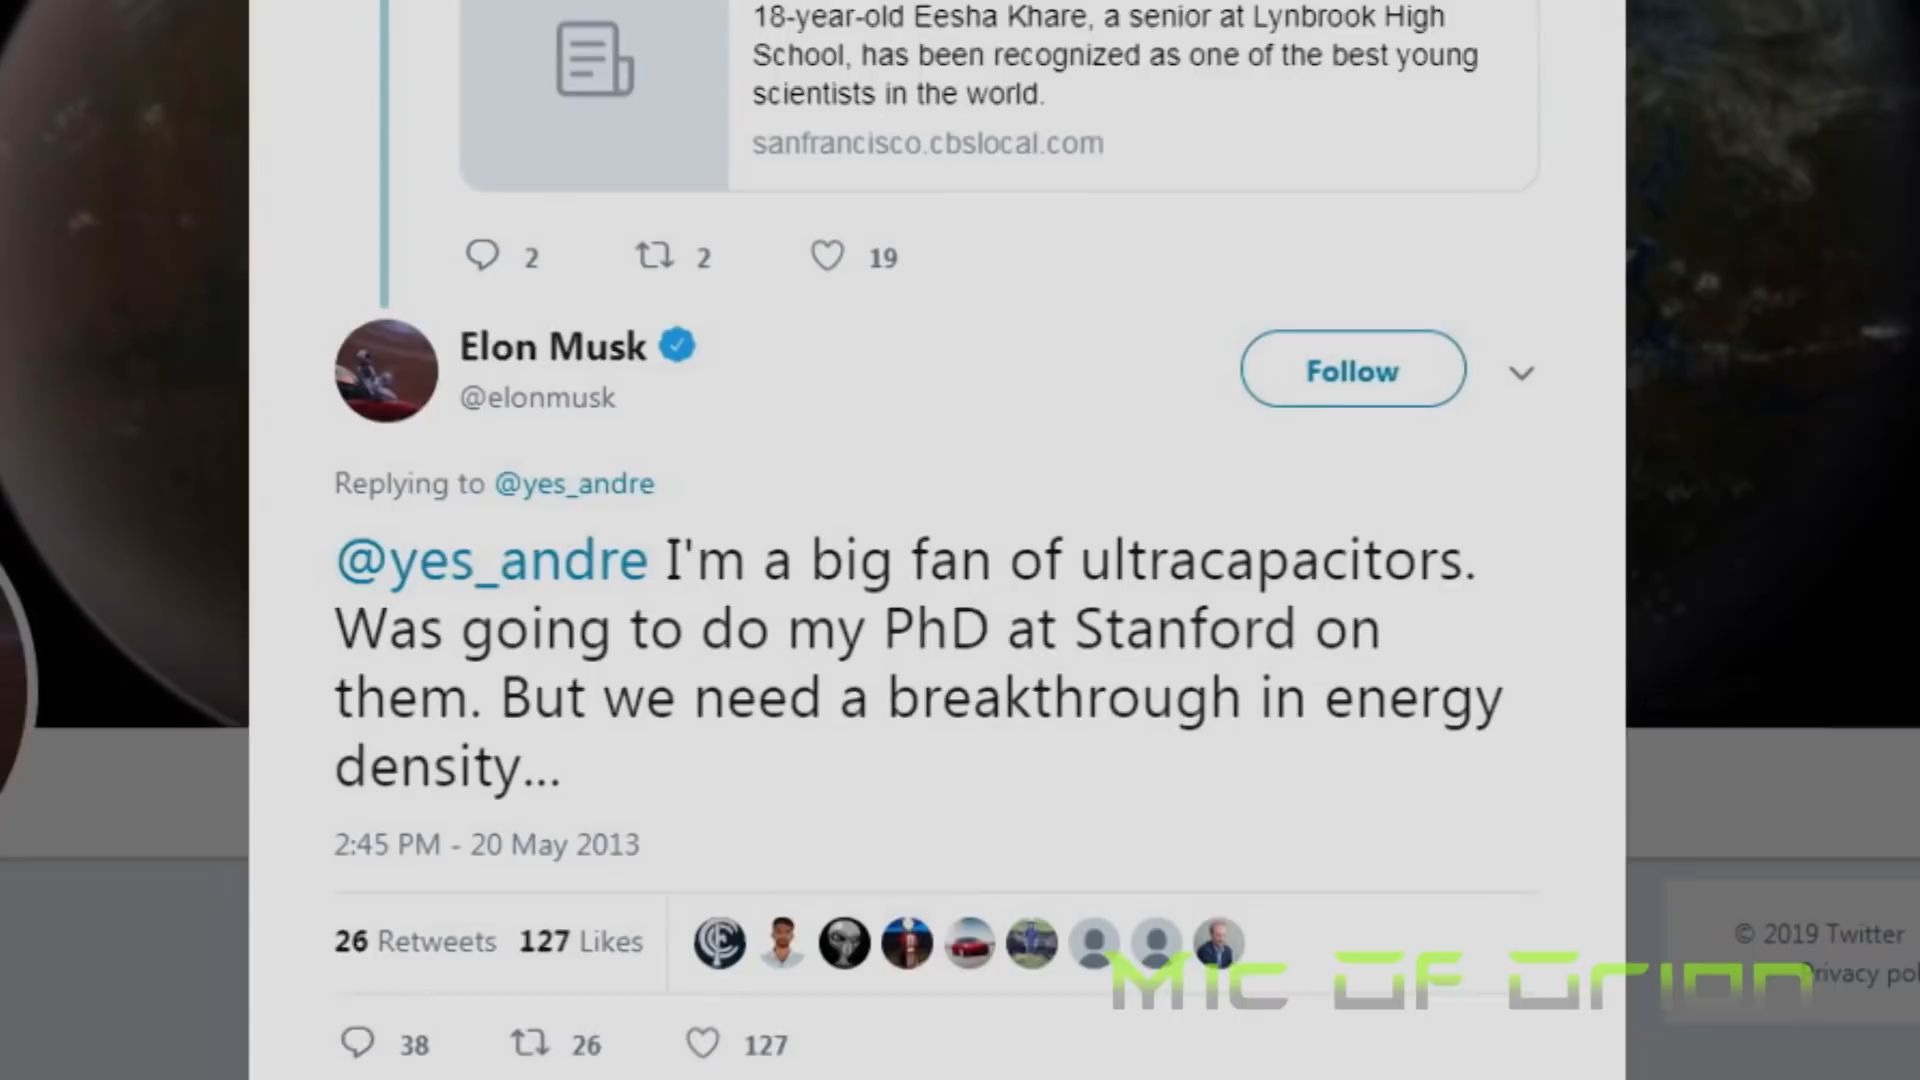 18-year-old Eesha Khare, a senior at Lynbrook High
School, has been recognized as one of the best young
scientists in the world.
sanfrancisco.cbslocal.com
2 2 19
Elon Musk
@elonmusk
Follow
Replying to @yes_andre
@yes_andre I'm a big fan of ultracapacitors.
Was going to do my PhD at Stanford on
them. But we need a breakthrough in energy
density...
2:45 PM - 20 May 2013
26 Retweets 127 Likes
38 26 127
© 2019 Twitter
Privacy pol
Mic OF Orion